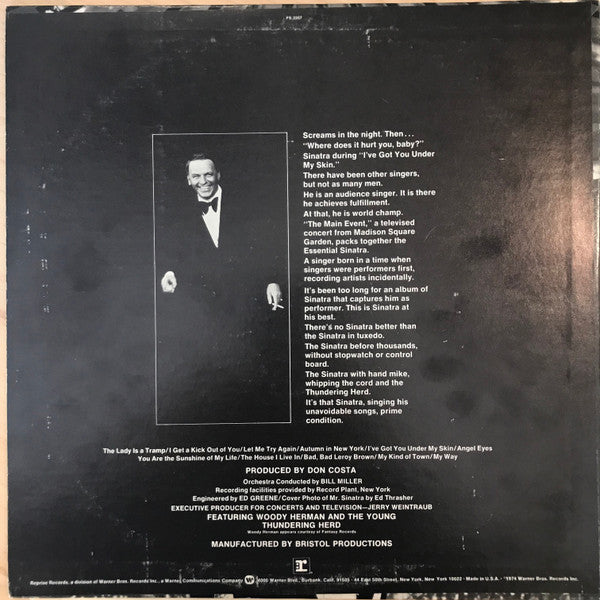 FS 2207
Screams in the night. Then...
"Where does it hurt you, baby?"
Sinatra during "I've Got You Under
My Skin."
There have been other singers,
but not as many men.
He is an audience singer. It is there
he achieves fulfillment.
At that, he is world champ.
"The Main Event," a televised
concert from Madison Square
Garden, packs together the
Essential Sinatra.
A singer born in a time when
singers were performers first,
recording artists incidentally.
It's been too long for an album of
Sinatra that captures him as
performer. This is Sinatra at
his best.
There's no Sinatra better than
the Sinatra in tuxedo.
The Sinatra before thousands,
without stopwatch or control
board.
The Sinatra with hand mike,
whipping the cord and the
Thundering Herd.
It's that Sinatra, singing his
unavoidable songs, prime
condition.
The Lady Is a Tramp/I Get a Kick Out of You/Let Me Try Again/Autumn in New York/I've Got You Under My Skin/Angel Eyes
You Are the Sunshine of My Life/The House I Live In/Bad, Bad Leroy Brown/My Kind of Town/My Way
PRODUCED BY DON COSTA
Orchestra Conducted by BILL MILLER
Recording facilities provided by Record Plant, New York
Engineered by ED GREENE/Cover Photo of Mr. Sinatra by Ed Thrasher
EXECUTIVE PRODUCER FOR CONCERTS AND TELEVISION—JERRY WEINTRAUB
FEATURING WOODY HERMAN AND THE YOUNG
THUNDERING HERD
Woody Herman appears courtesy of Fantasy Records
MANUFACTURED BY BRISTOL PRODUCTIONS
Reprise Records, a division of Warner Bros. Records Inc., a Warner Communications Company 4000 Warner Blvd., Burbank, Calif. 91505 · 44 East 50th Street, New York, New York 10022 · Made in U.S.A. · 1974 Warner Bros. Records Inc.